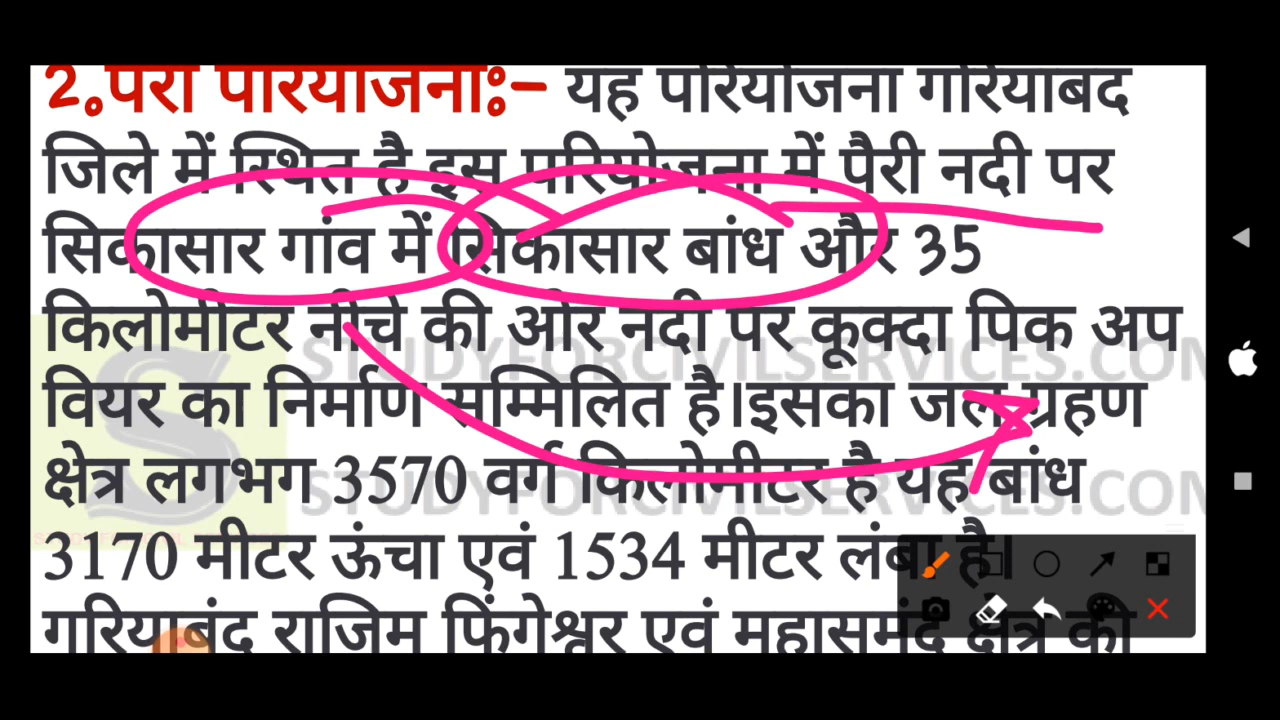 2.पैरी परियोजना:– यह परियोजना गरियाबंद
जिले में स्थित है इस परियोजना में पैरी नदी पर
सिकासार गांव में सिकासार बांध और 35
किलोमीटर नीचे की ओर नदी पर कूक्दा पिक अप
वियर का निर्माण सम्मिलित है।इसका जल ग्रहण
क्षेत्र लगभग 3570 वर्ग किलोमीटर है यह बांध
3170 मीटर ऊंचा एवं 1534 मीटर लंबा है।
गरियाबंद राजिम फिंगेश्वर एवं महासमंद क्षेत्र की
STUDYFORCIVILSERVICES.COM
STUDYFORCIVILSERVICES.COM